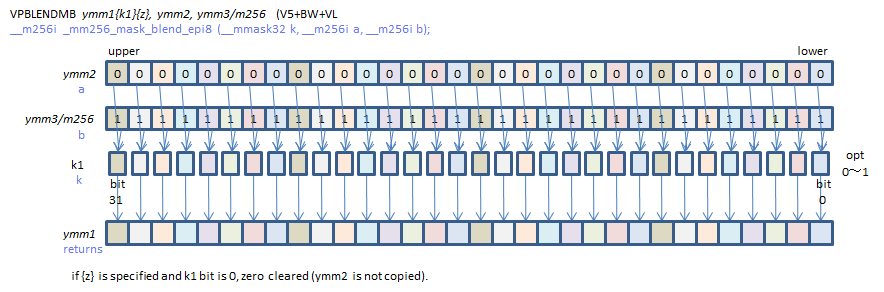 VPBLENDMB ymm1{k1}{z}, ymm2, ymm3/m256 (V5+BW+VL
__m256i _mm256_mask_blend_epi8 (__mmask32 k, __m256i a, __m256i b);
upper lower
ymm2 0 0 0 0 0 0 0 0 0 0 0 0 0 0 0 0 0 0 0 0 0 0 0 0 0 0 0 0 0 0 0 0
a
ymm3/m256 1 1 1 1 1 1 1 1 1 1 1 1 1 1 1 1 1 1 1 1 1 1 1 1 1 1 1 1 1 1 1 1
b
k1 opt
k 0～1
bit bit
31 0
ymm1
returns
if {z} is specified and k1 bit is 0, zero cleared (ymm2 is not copied).